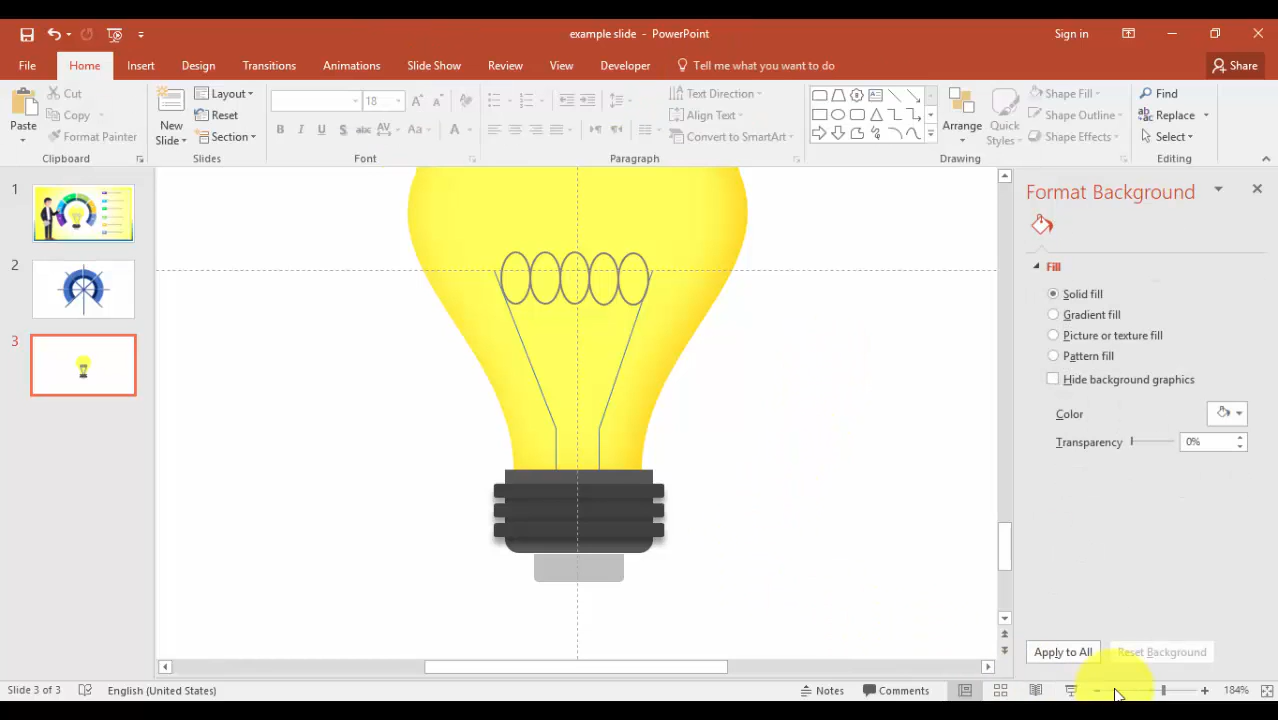 example slide - PowerPoint
Sign in
File Home Insert Design Transitions Animations Slide Show Review View Developer Tell me what you want to do Share
Paste
Cut
Copy
Format Painter
Clipboard
New Slide
Layout
Reset
Section
Slides
18
B I U S abc AV Aa A
Font
Text Direction
Align Text
Convert to SmartArt
Paragraph
Arrange
Quick Styles
Shape Fill
Shape Outline
Shape Effects
Drawing
Find
Replace
Select
Editing
1
2
3
Format Background
Fill
Solid fill
Gradient fill
Picture or texture fill
Pattern fill
Hide background graphics
Color
Transparency 0%
Apply to All Reset Background
Slide 3 of 3 English (United States) Notes Comments 184%